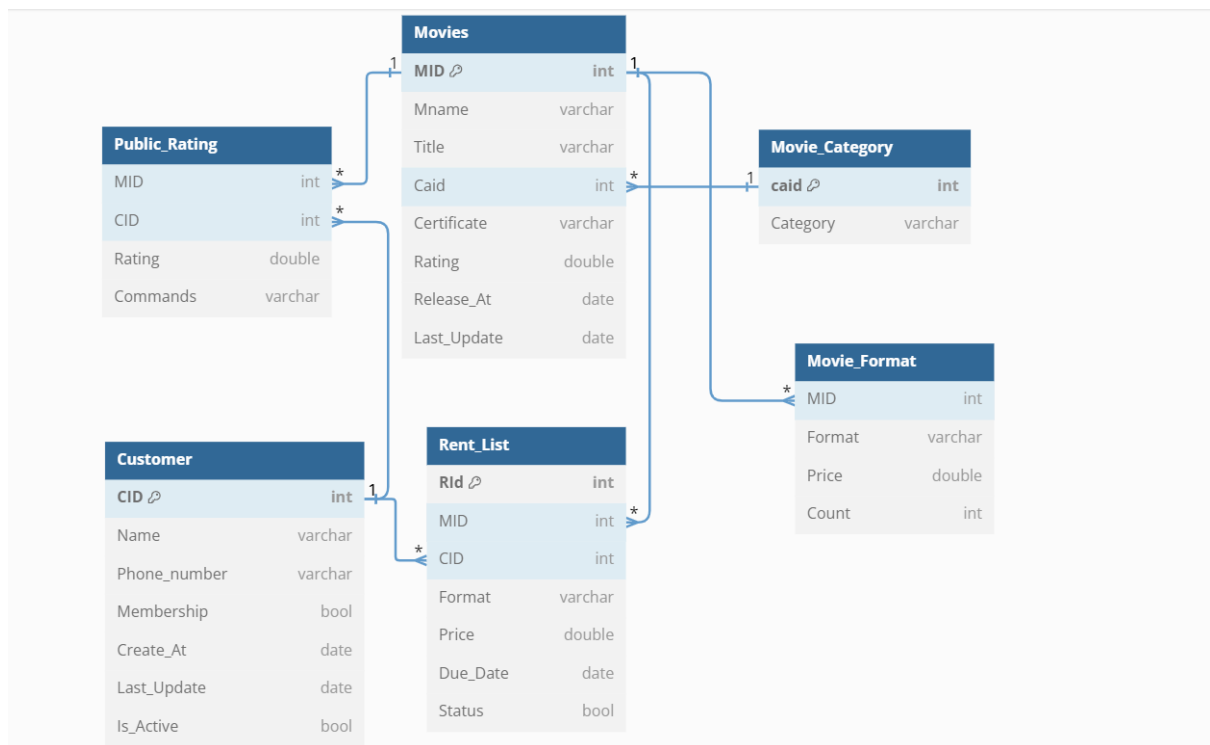 Movies
MID int
Mname varchar
Title varchar
Caid int
Certificate varchar
Rating double
Release_At date
Last_Update date
Public_Rating
MID int
CID int
Rating double
Commands varchar
Movie_Category
caid int
Category varchar
Movie_Format
MID int
Format varchar
Price double
Count int
Customer
CID int
Name varchar
Phone_number varchar
Membership bool
Create_At date
Last_Update date
Is_Active bool
Rent_List
RId int
MID int
CID int
Format varchar
Price double
Due_Date date
Status bool
1
1
*
*
*
1
*
*
1
*